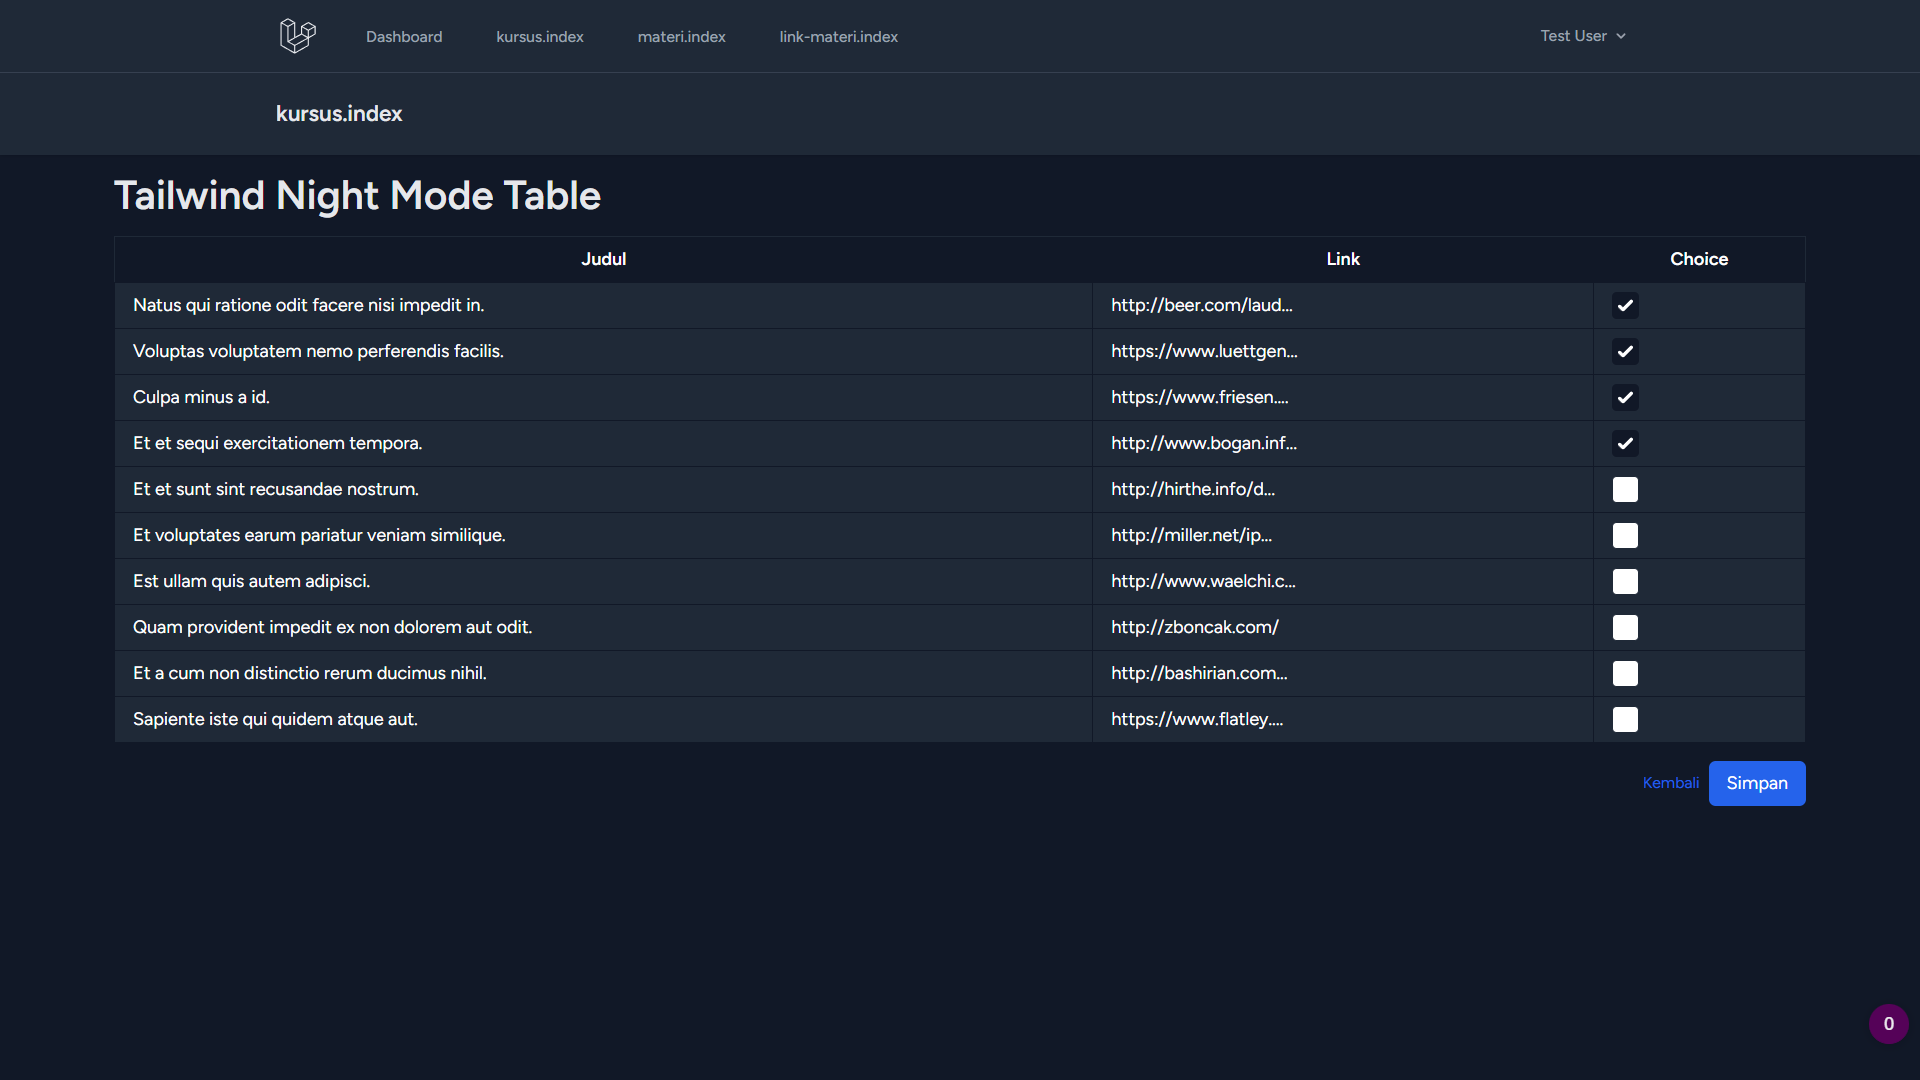 Dashboard kursus.index materi.index link-materi.index Test User
kursus.index
Tailwind Night Mode Table
Judul Link Choice
Natus qui ratione odit facere nisi impedit in. http://beer.com/laud...
Voluptas voluptatem nemo perferendis facilis. https://www.luettgen...
Culpa minus a id. https://www.friesen....
Et et sequi exercitationem tempora. http://www.bogan.inf...
Et et sunt sint recusandae nostrum. http://hirthe.info/d...
Et voluptates earum pariatur veniam similique. http://miller.net/ip...
Est ullam quis autem adipisci. http://www.waelchi.c...
Quam provident impedit ex non dolorem aut odit. http://zboncak.com/
Et a cum non distinctio rerum ducimus nihil. http://bashirian.com...
Sapiente iste qui quidem atque aut. https://www.flatley....
Kembali Simpan
0